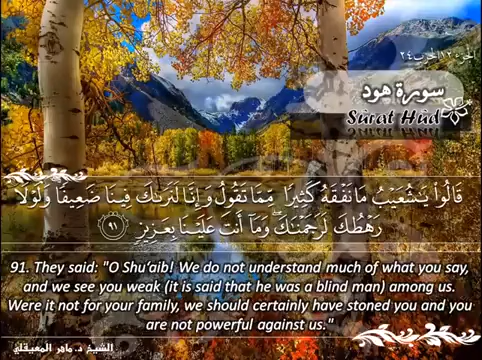 الجزء ١٢ الحزب ٢٤
سورة هود
Sûrat Hûd
قَالُوا۟ يَـٰشُعَيْبُ مَا نَفْقَهُ كَثِيرًا مِّمَّا تَقُولُ وَإِنَّا لَنَرَىٰكَ فِينَا ضَعِيفًا وَلَوْلَا
رَهْطُكَ لَرَجَمْنَـٰكَ وَمَآ أَنتَ عَلَيْنَا بِعَزِيزٍ ٩١
91. They said: "O Shu‘aib! We do not understand much of what you say,
and we see you weak (it is said that he was a blind man) among us.
Were it not for your family, we should certainly have stoned you and you
are not powerful against us."
الشيخ د. ماهر المعيقلي